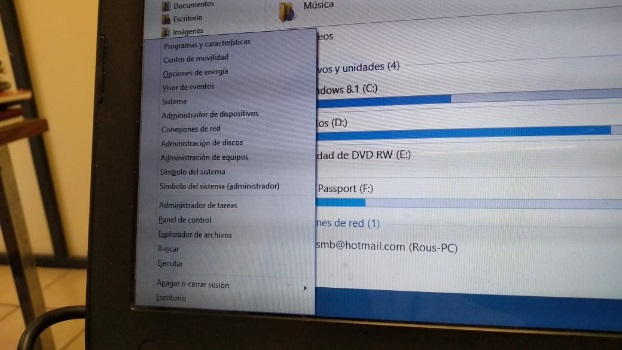 Documentos
Escritorio
Imágenes
Música
eos
vos y unidades (4)
ndows 8.1 (C:)
os (D:)
dad de DVD RW (E:)
Passport (F:)
nes de red (1)
smb@hotmail.com (Rous-PC)
Programas y características
Centro de movilidad
Opciones de energía
Visor de eventos
Sistema
Administrador de dispositivos
Conexiones de red
Administración de discos
Administración de equipos
Símbolo del sistema
Símbolo del sistema (administrador)
Administrador de tareas
Panel de control
Explorador de archivos
Buscar
Ejecutar
Apagar o cerrar sesión
Escritorio